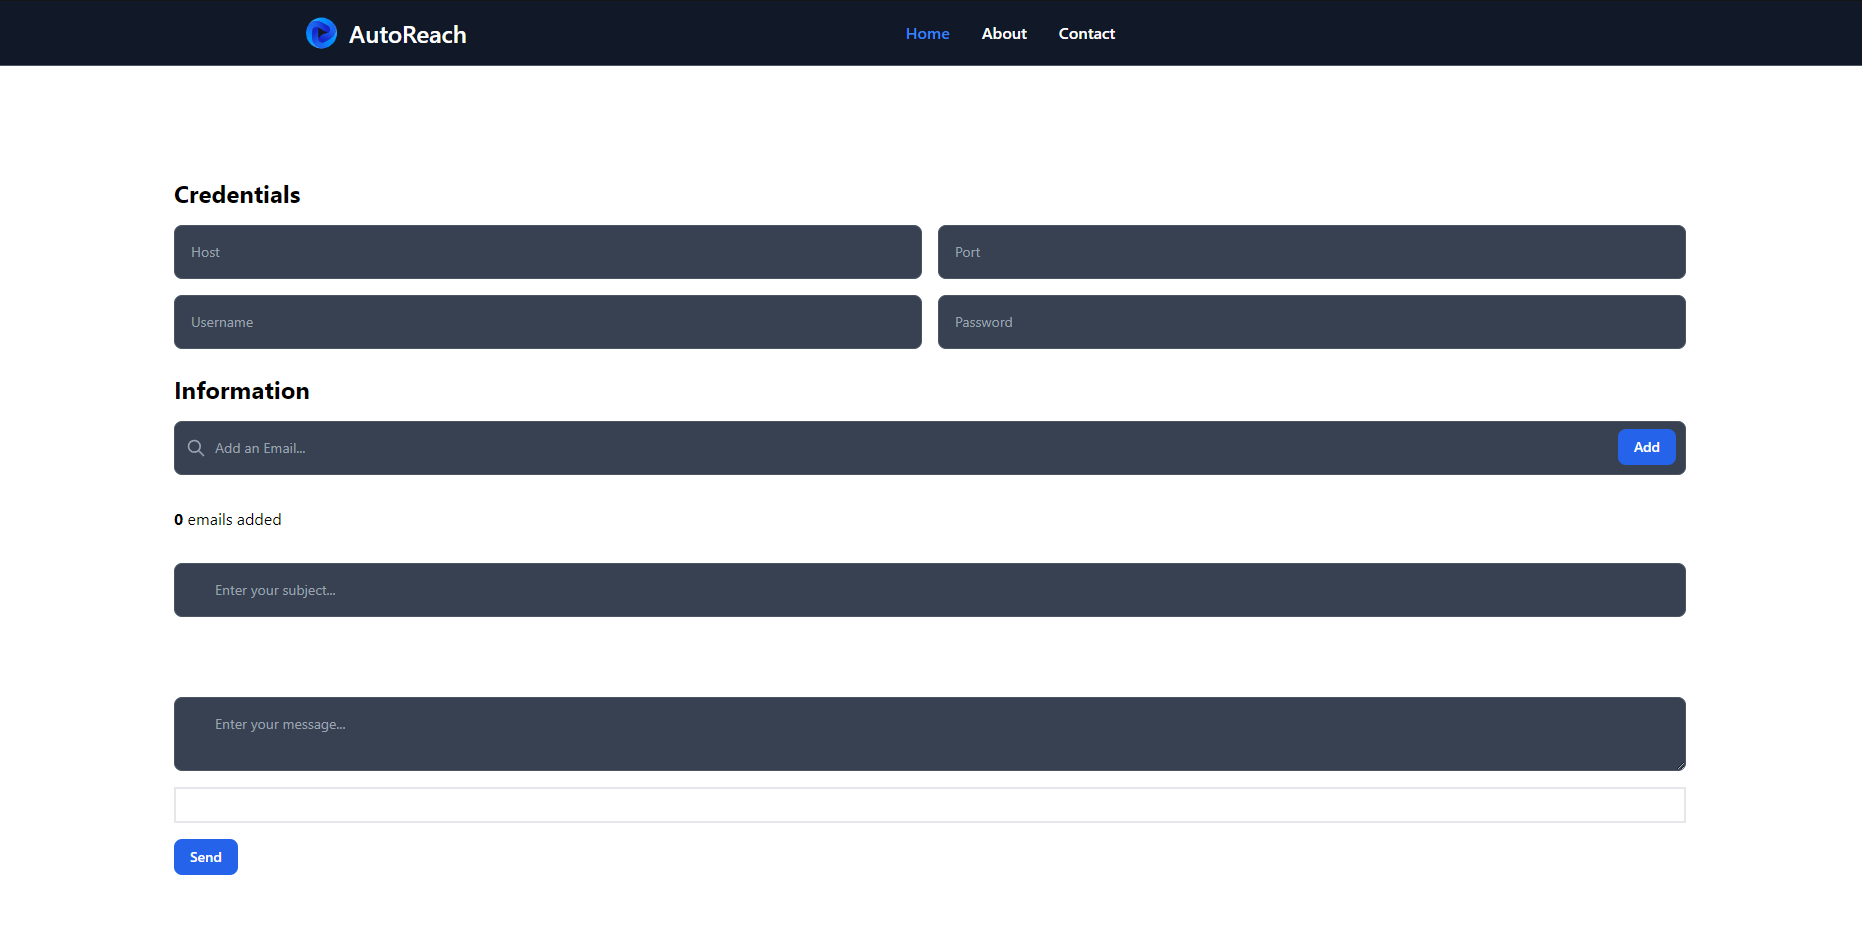 AutoReach
Home About Contact
Credentials
Host Port
Username Password
Information
Add an Email... Add
0 emails added
Enter your subject...
Enter your message...
Send